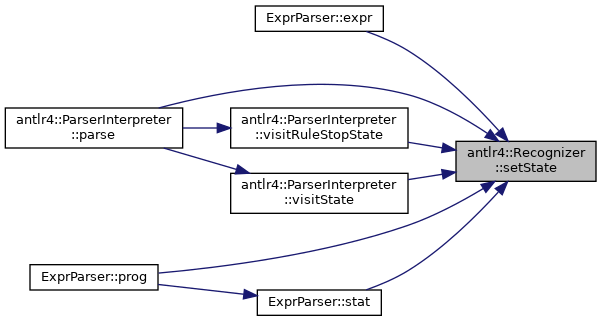 ExprParser::expr
antlr4::ParserInterpreter
::parse
antlr4::ParserInterpreter
::visitRuleStopState
antlr4::Recognizer
::setState
antlr4::ParserInterpreter
::visitState
ExprParser::prog
ExprParser::stat